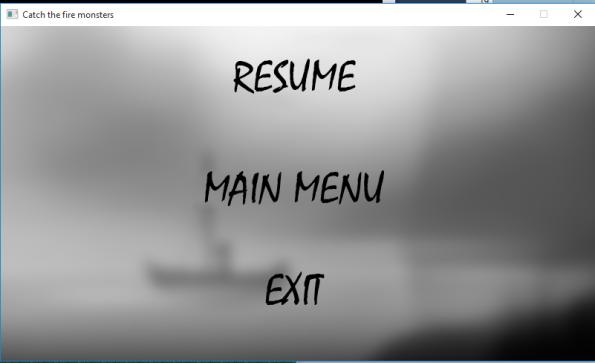 Catch the fire monsters
RESUME
MAIN MENU
EXIT